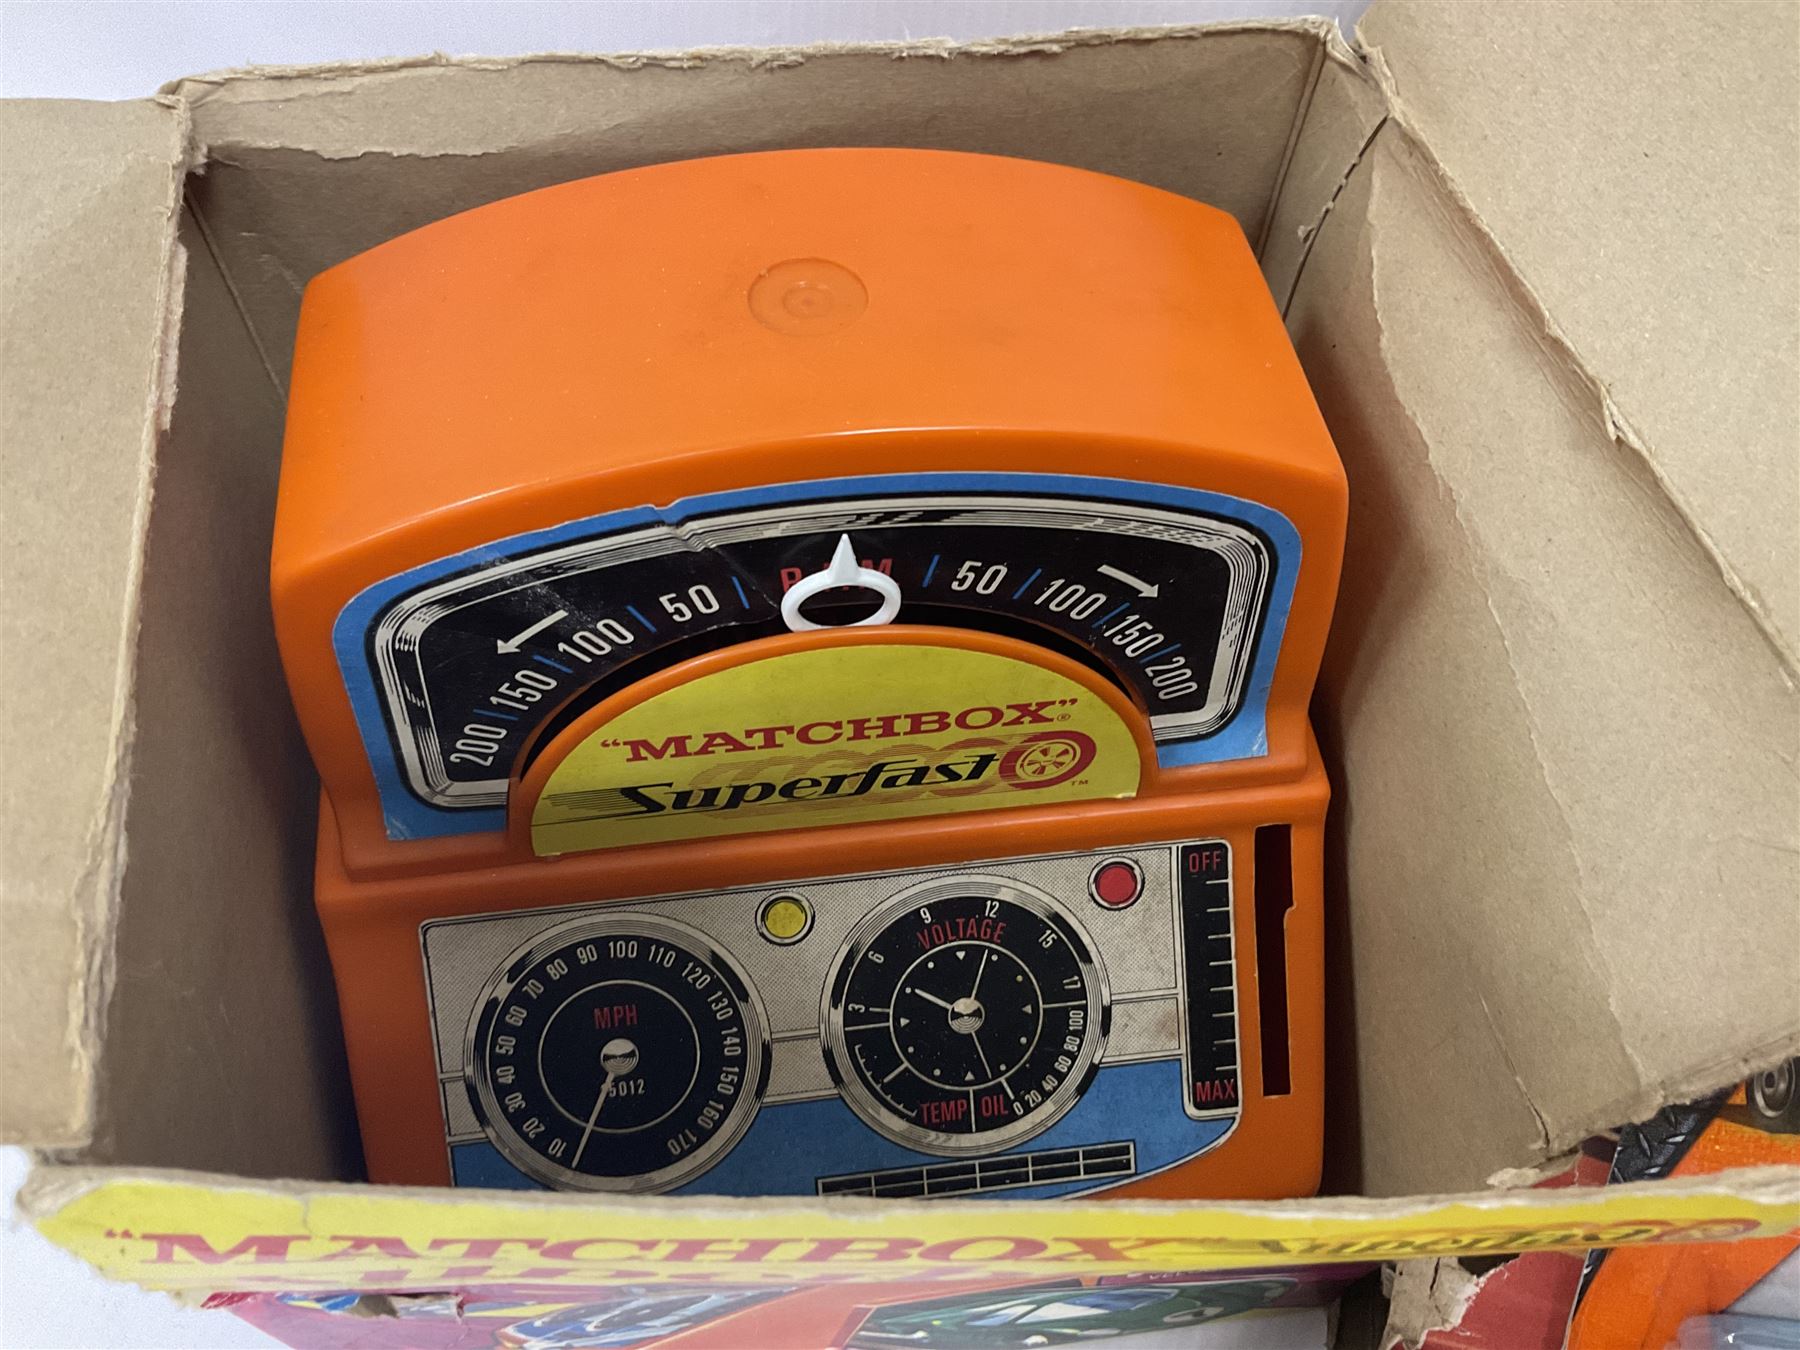 50 50
100 100
150 150
200 200
"MATCHBOX"®
Superfast
TM
OFF
MAX
MPH
10 20 30 40 50 60 70 80 90 100 110 120 130 140 150 160 170
5012
VOLTAGE
3 6 9 12 15 17
TEMP OIL
0 20 40 60 80 100
"MATCHBOX" Superfast